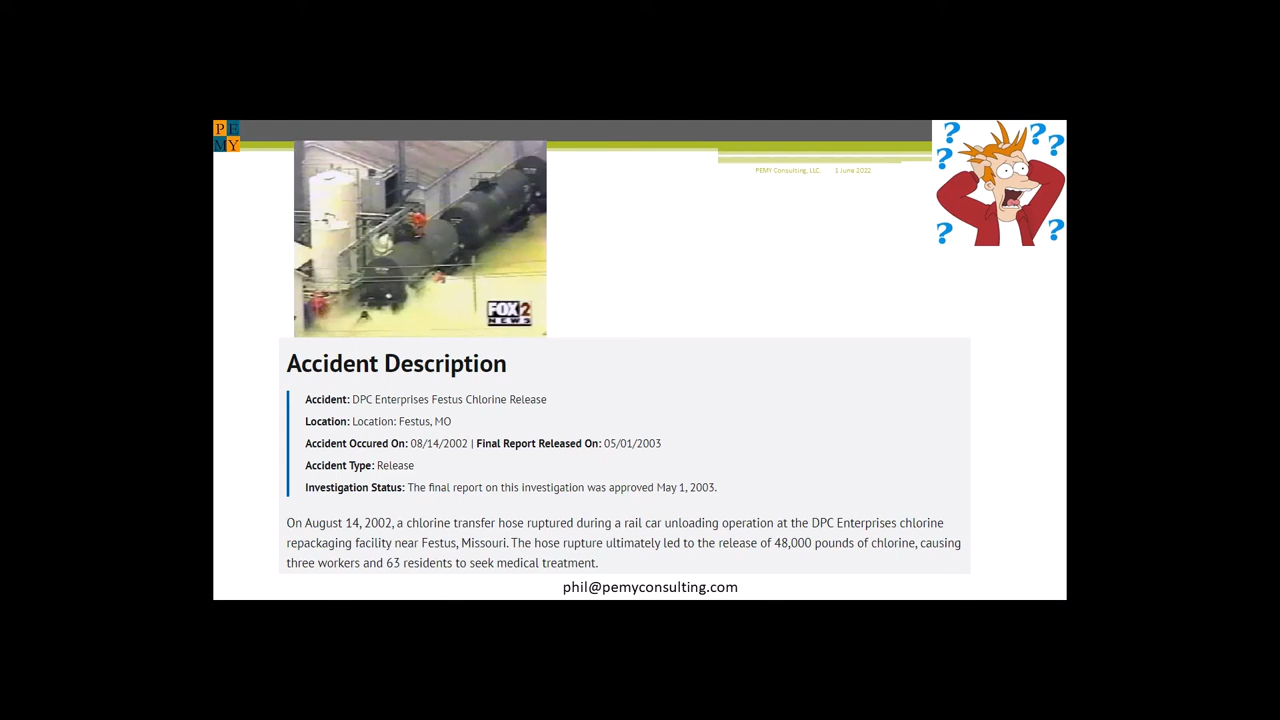 P E
M Y
PEMY Consulting, LLC. 1 June 2022
? ? ? ? ? ?
FOX 2
NEWS
Accident Description
Accident: DPC Enterprises Festus Chlorine Release
Location: Location: Festus, MO
Accident Occured On: 08/14/2002 | Final Report Released On: 05/01/2003
Accident Type: Release
Investigation Status: The final report on this investigation was approved May 1, 2003.
On August 14, 2002, a chlorine transfer hose ruptured during a rail car unloading operation at the DPC Enterprises chlorine
repackaging facility near Festus, Missouri. The hose rupture ultimately led to the release of 48,000 pounds of chlorine, causing
three workers and 63 residents to seek medical treatment.
phil@pemyconsulting.com